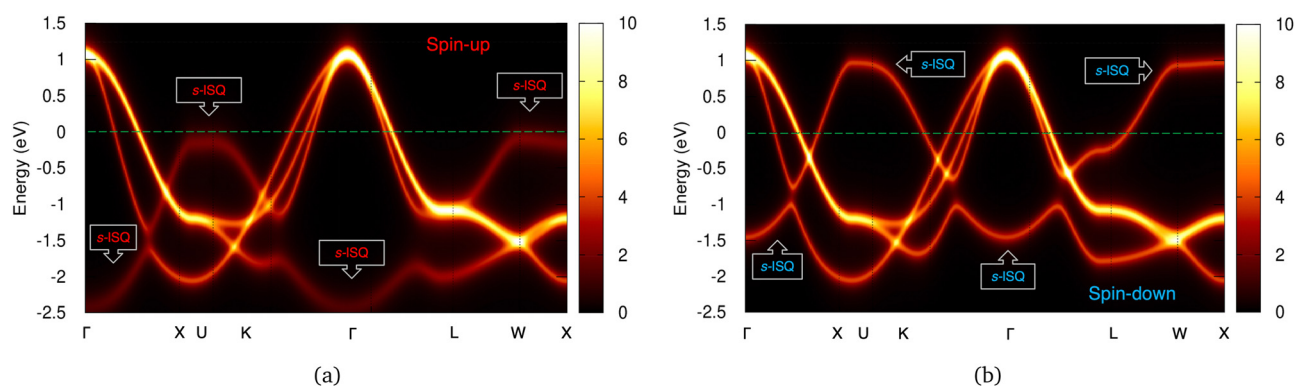 1.5
1
0.5
0
-0.5
-1
-1.5
-2
-2.5
Energy (eV)
Spin-up
s-ISQ
s-ISQ
s-ISQ
s-ISQ
Γ X U K Γ L W X
10
8
6
4
2
0
(a)
1.5
1
0.5
0
-0.5
-1
-1.5
-2
-2.5
Energy (eV)
s-ISQ
s-ISQ
s-ISQ
s-ISQ
Spin-down
Γ X U K Γ L W X
10
8
6
4
2
0
(b)